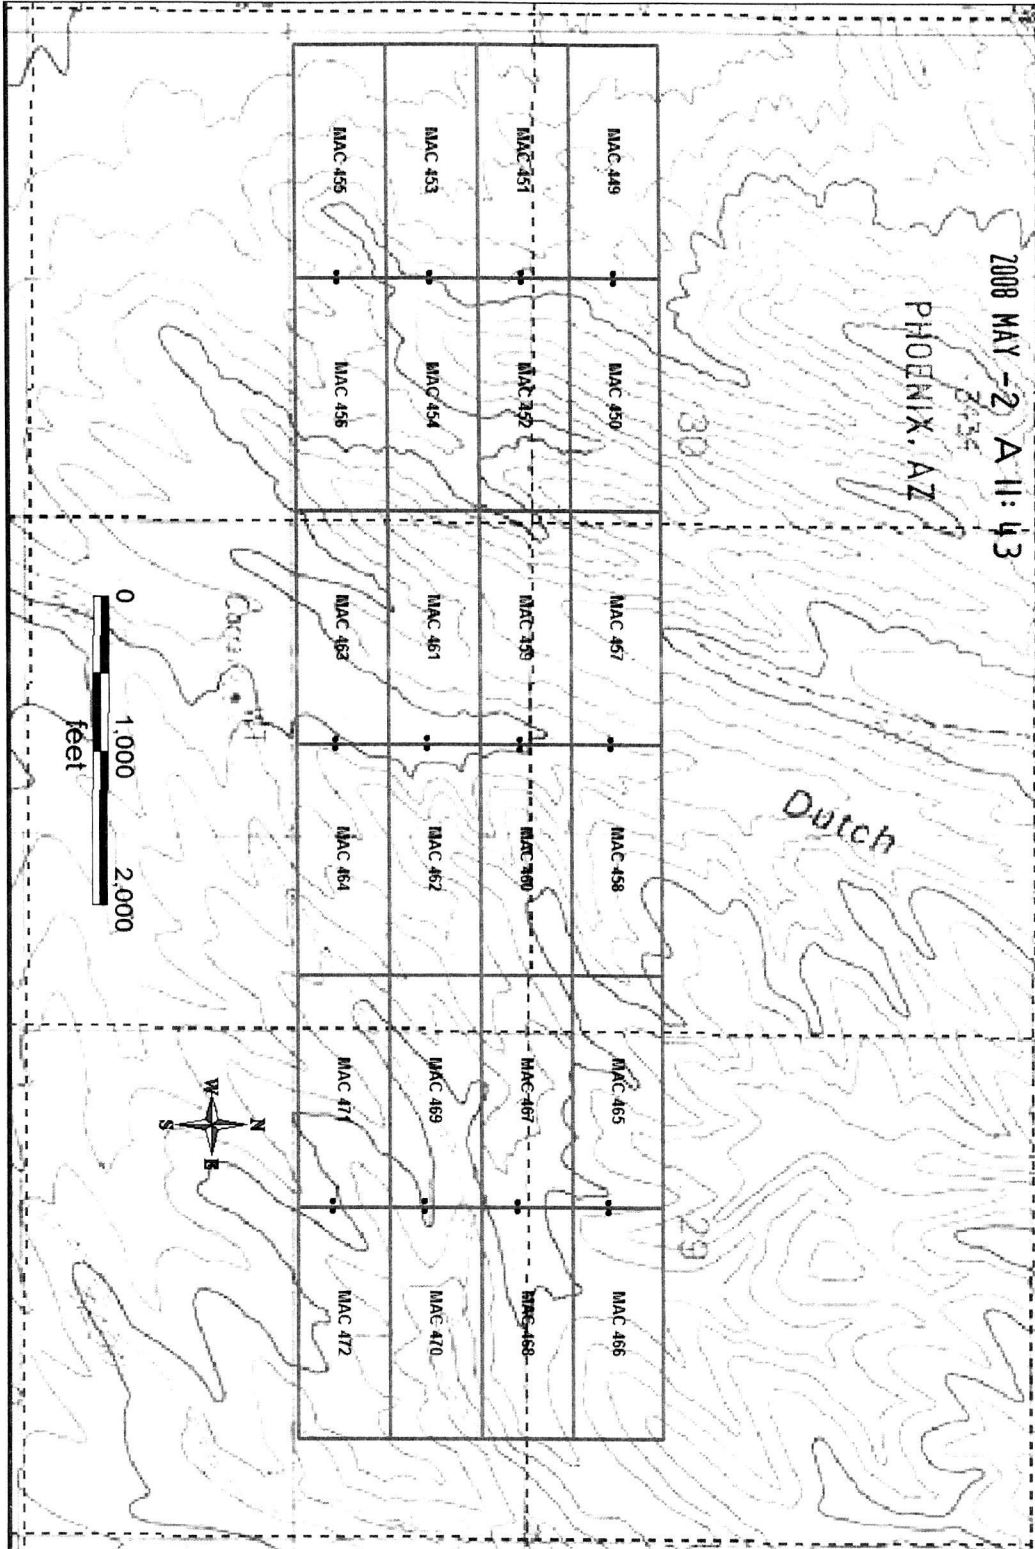 2008 MAY -2 A 11: 43
PHOENIX, AZ
30
29
Dutch
MAC 449
MAC 450
MAC 457
MAC 458
MAC 465
MAC 466
MAC 451
MAC 452
MAC 459
MAC 460
MAC 467
MAC 468
MAC 453
MAC 454
MAC 461
MAC 462
MAC 469
MAC 470
MAC 455
MAC 456
MAC 463
MAC 464
MAC 471
MAC 472
N
W E
S
0 1,000 2,000
feet